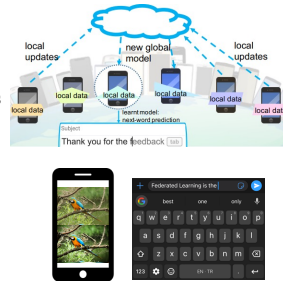 local
updates
new global
model
local
updates
local data
local data
local data
local data
local data
local data
learnt model:
next-word prediction
Subject
Thank you for the feedback tab
Federated Learning is the
best one only
q w e r t y u i o p
a s d f g h j k l
z x c v b n m
123 EN · TR .